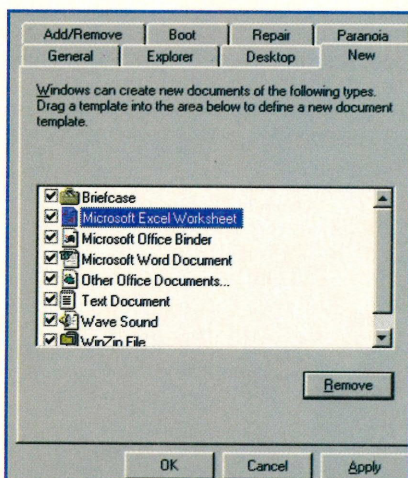 Add/Remove Boot Repair Paranoia
General Explorer Desktop New
Windows can create new documents of the following types.
Drag a template into the area below to define a new document
template.
Briefcase
Microsoft Excel Worksheet
Microsoft Office Binder
Microsoft Word Document
Other Office Documents...
Text Document
Wave Sound
WinZip File
Remove
OK Cancel Apply